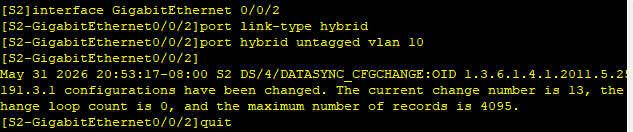 [S2]interface GigabitEthernet 0/0/2
[S2-GigabitEthernet0/0/2]port link-type hybrid
[S2-GigabitEthernet0/0/2]port hybrid untagged vlan 10
[S2-GigabitEthernet0/0/2]
May 31 2026 20:53:17-08:00 S2 DS/4/DATASYNC_CFGCHANGE:OID 1.3.6.1.4.1.2011.5.25
191.3.1 configurations have been changed. The current change number is 13, the
hange loop count is 0, and the maximum number of records is 4095.
[S2-GigabitEthernet0/0/2]quit